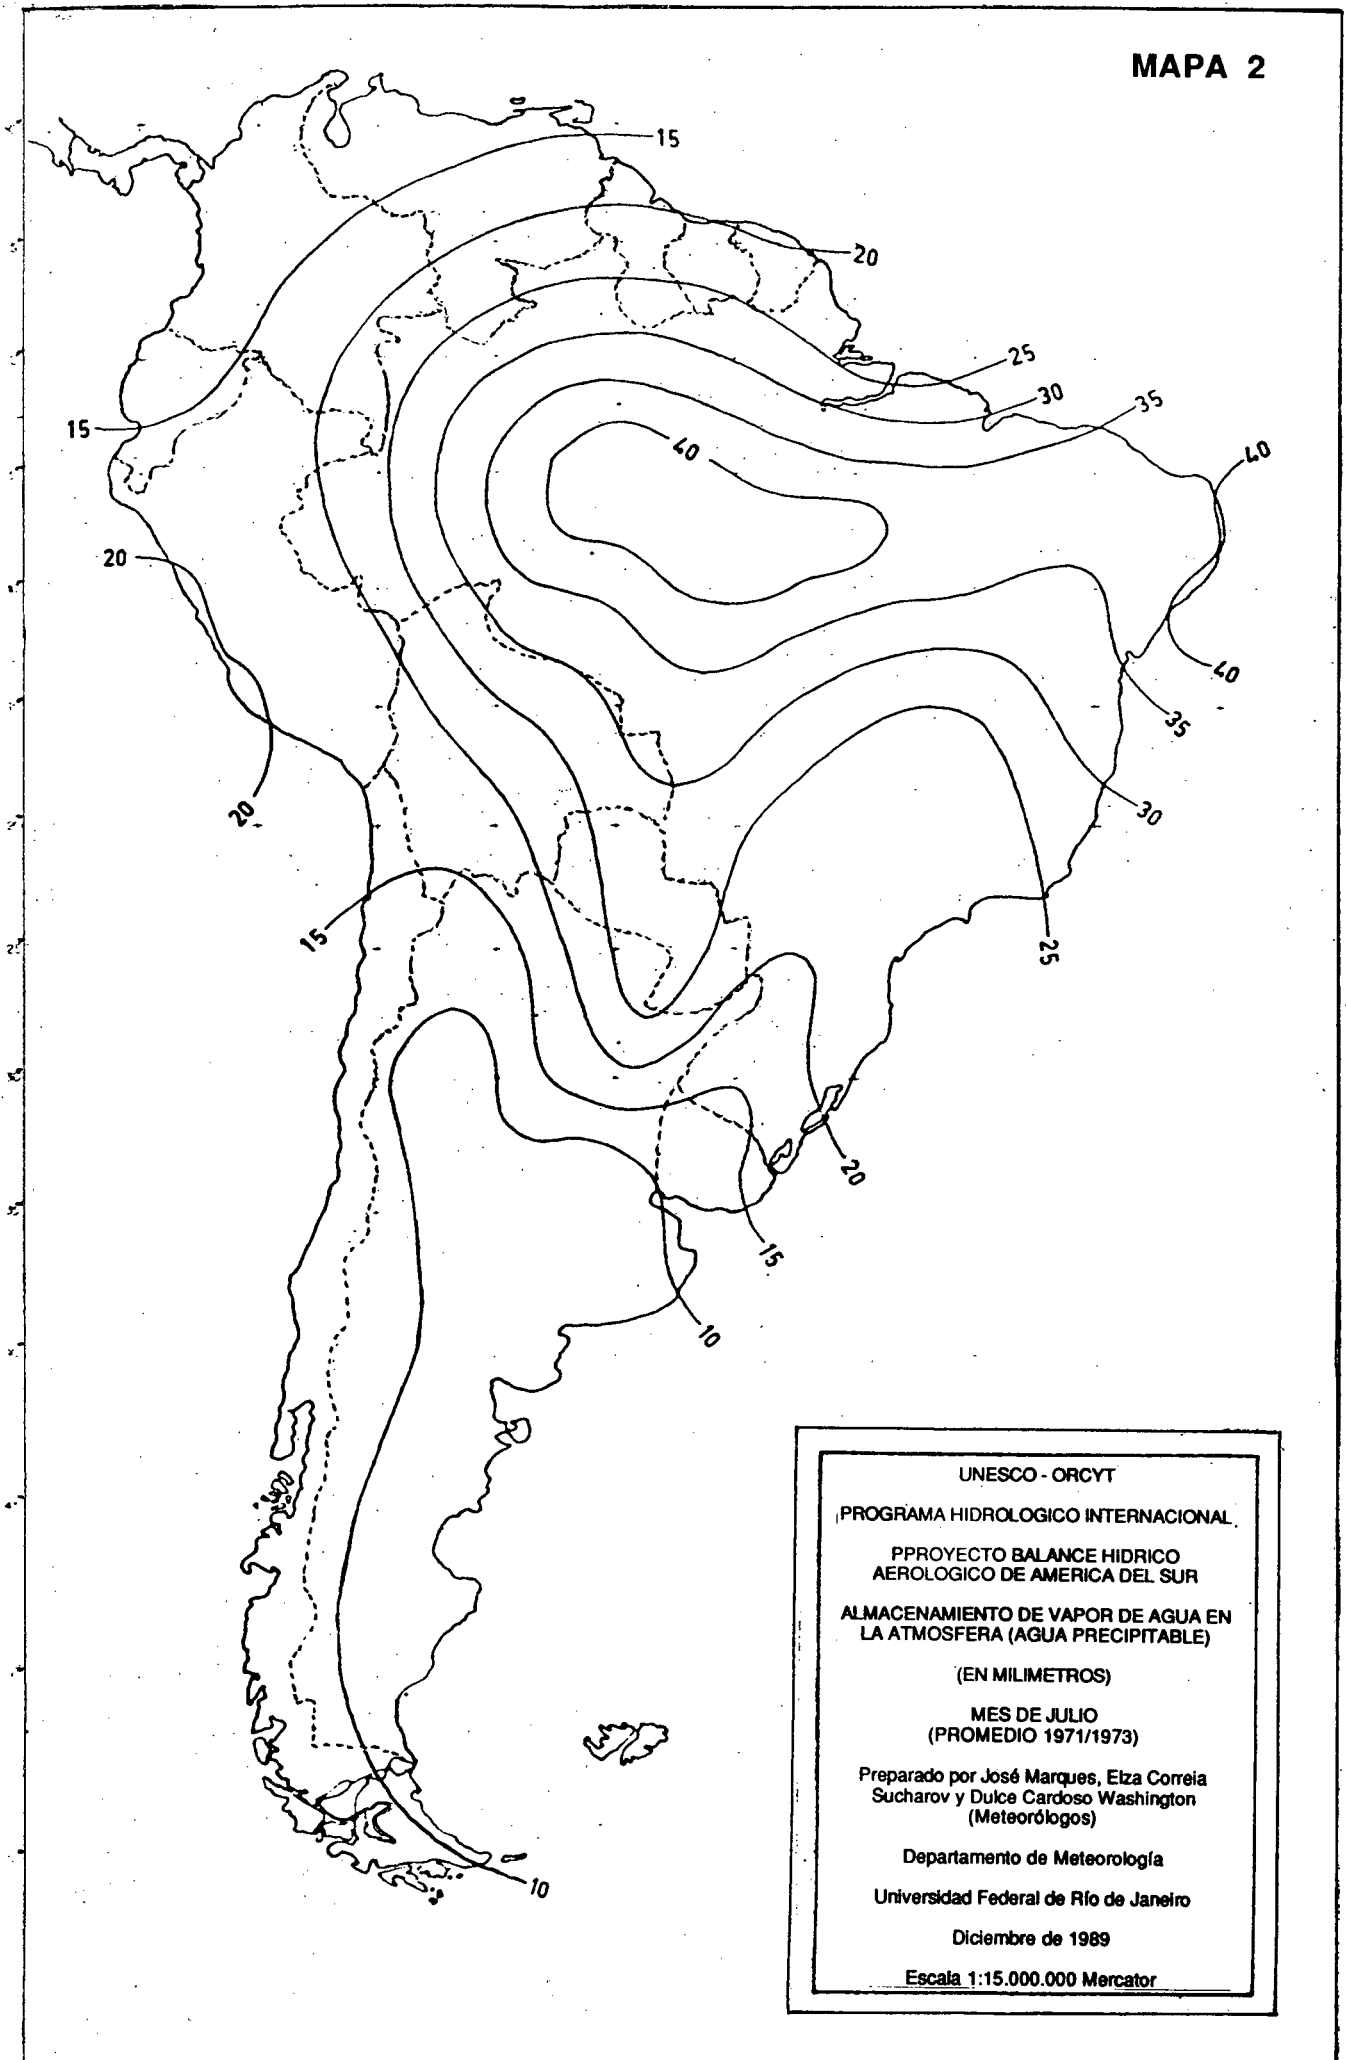 MAPA 2
15
20
25
30
35
40
40
15
20
40
35
20
30
15
25
20
15
10
10
UNESCO - ORCYT
PROGRAMA HIDROLOGICO INTERNACIONAL
PPROYECTO BALANCE HIDRICO
AEROLOGICO DE AMERICA DEL SUR
ALMACENAMIENTO DE VAPOR DE AGUA EN
LA ATMOSFERA (AGUA PRECIPITABLE)
(EN MILIMETROS)
MES DE JULIO
(PROMEDIO 1971/1973)
Preparado por José Marques, Elza Correia
Sucharov y Dulce Cardoso Washington
(Meteorólogos)
Departamento de Meteorología
Universidad Federal de Río de Janeiro
Diciembre de 1989
Escala 1:15.000.000 Mercator